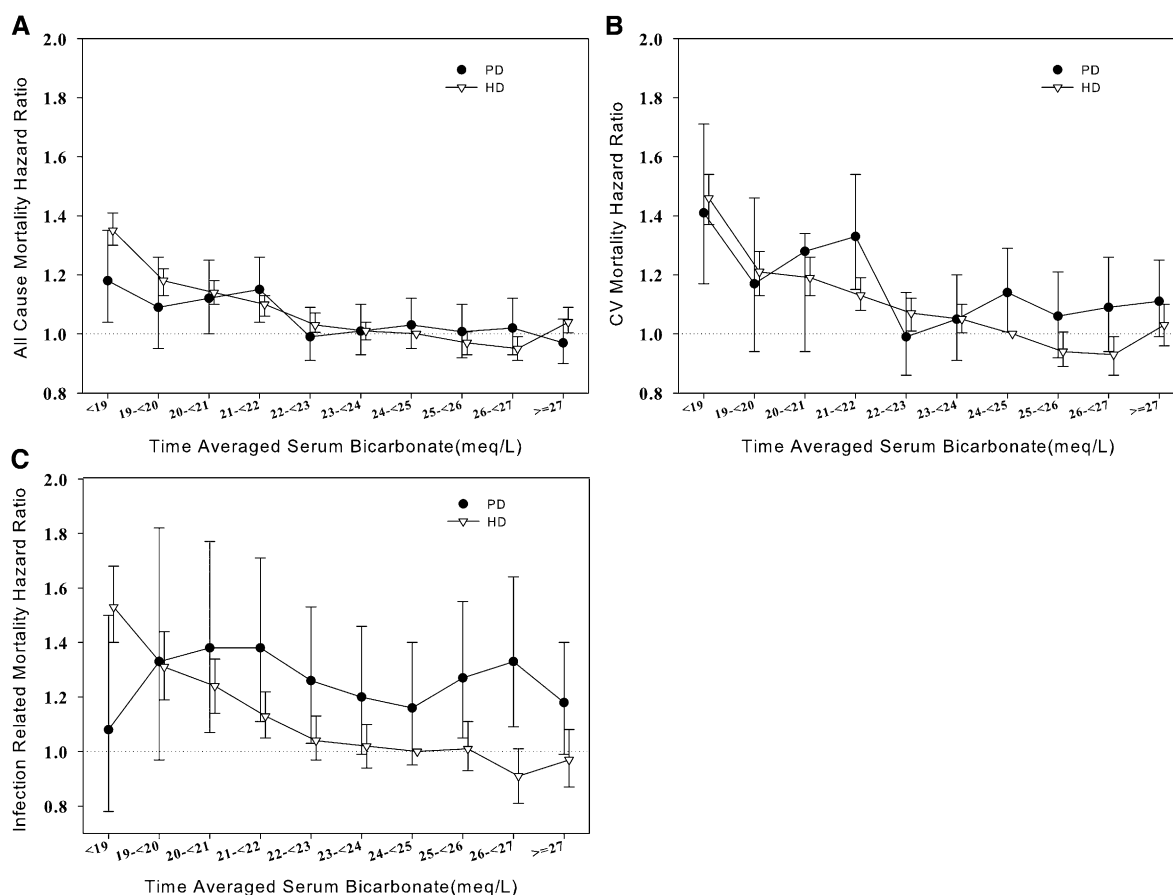 A
All Cause Mortality Hazard Ratio
2.0
1.8
1.6
1.4
1.2
1.0
0.8
PD
HD
<19 19-<20 20-<21 21-<22 22-<23 23-<24 24-<25 25-<26 26-<27 >=27
Time Averaged Serum Bicarbonate(meq/L)
B
CV Mortality Hazard Ratio
2.0
1.8
1.6
1.4
1.2
1.0
0.8
PD
HD
<19 19-<20 20-<21 21-<22 22-<23 23-<24 24-<25 25-<26 26-<27 >=27
Time Averaged Serum Bicarbonate(meq/L)
C
Infection Related Mortality Hazard Ratio
2.0
1.8
1.6
1.4
1.2
1.0
0.8
PD
HD
<19 19-<20 20-<21 21-<22 22-<23 23-<24 24-<25 25-<26 26-<27 >=27
Time Averaged Serum Bicarbonate(meq/L)